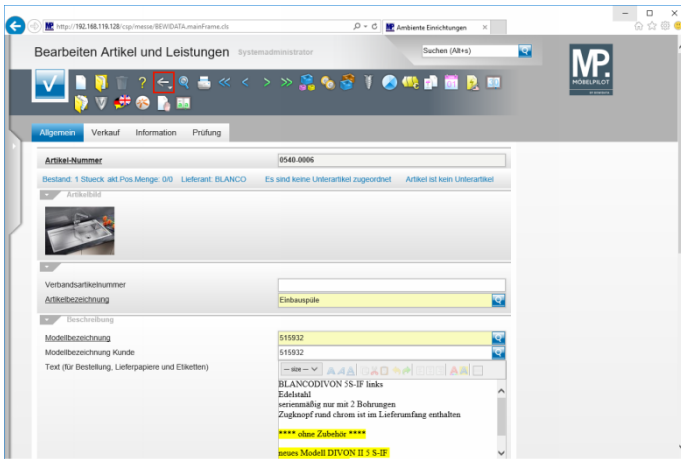 http://192.168.119.128/csp/messe/BEWIDATA.mainFrame.cls
MP Ambiente Einrichtungen
Bearbeiten Artikel und Leistungen Systemadministrator
Suchen (Alt+s)
MP
MÖBELPILOT
Allgemein Verkauf Information Prüfung
Artikel-Nummer 0540-0006
Bestand: 1 Stueck akt.Pos.Menge: 0/0 Lieferant: BLANCO Es sind keine Unterartikel zugeordnet Artikel ist kein Unterartikel
Artikelbild
Verbandsartikelnummer
Artikelbezeichnung Einbauspüle
Beschreibung
Modellbezeichnung 515932
Modellbezeichnung Kunde 515932
Text (für Bestellung, Lieferpapiere und Etiketten) -- size --
BLANCODIVON 5S-IF links
Edelstahl
serienmäßig nur mit 2 Bohrungen
Zugknopf rund chrom ist im Lieferumfang enthalten
**** ohne Zubehör ****
neues Modell DIVON II 5 S-IF